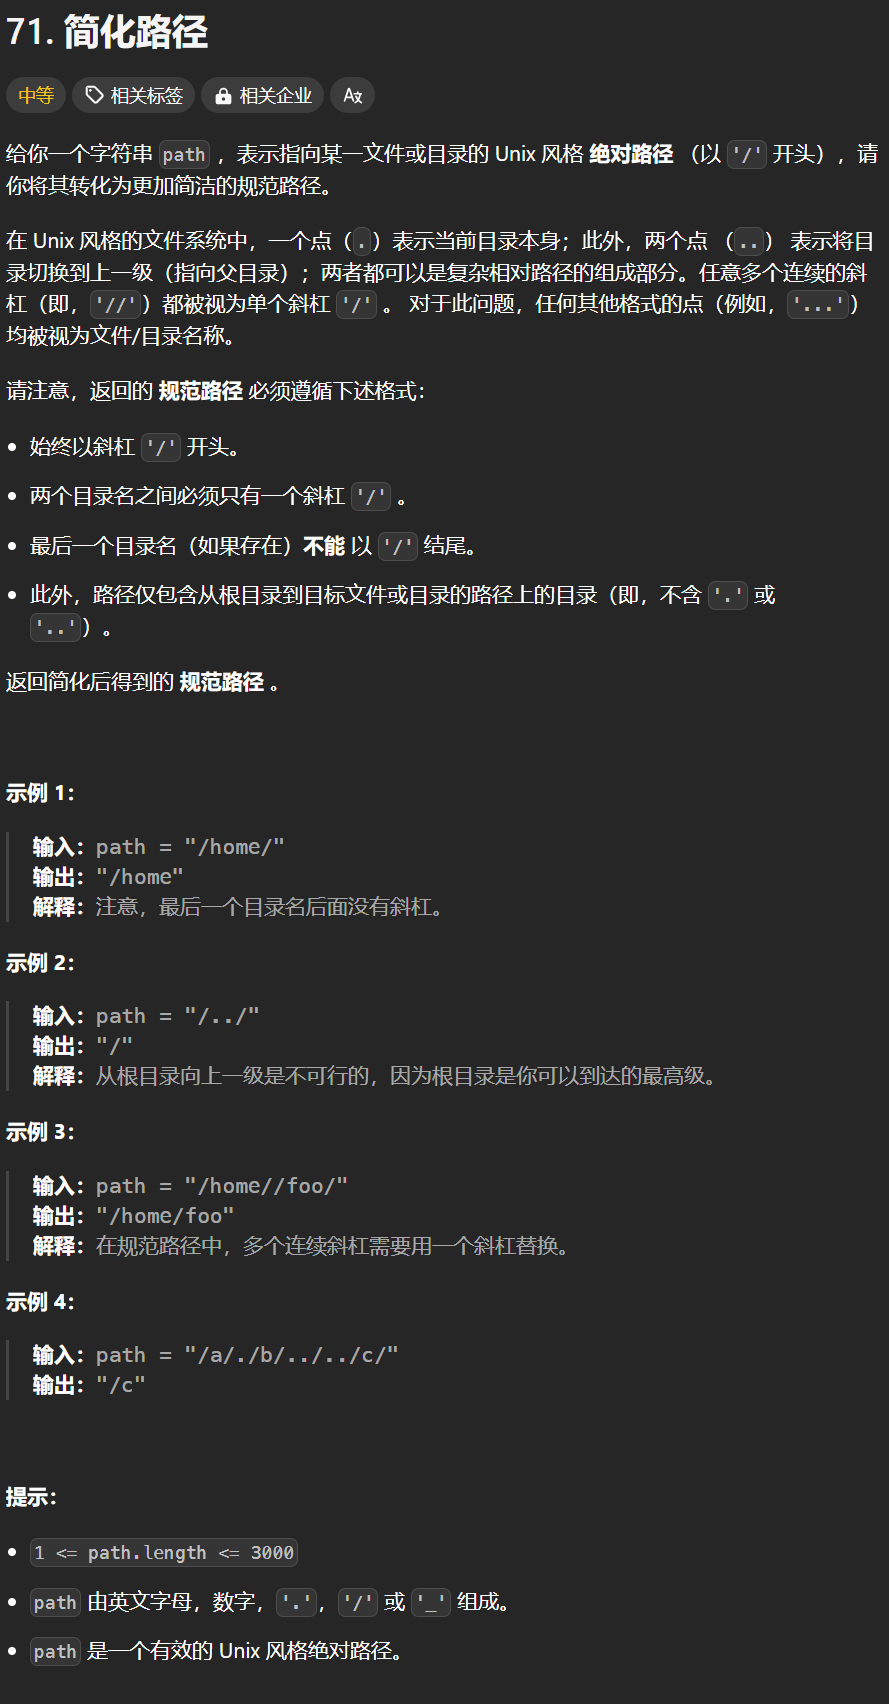 71. 简化路径
中等 相关标签 相关企业
给你一个字符串 path ，表示指向某一文件或目录的 Unix 风格 绝对路径 （以 '/' 开头），请
你将其转化为更加简洁的规范路径。
在 Unix 风格的文件系统中，一个点（.）表示当前目录本身；此外，两个点 （..） 表示将目
录切换到上一级（指向父目录）；两者都可以是复杂相对路径的组成部分。任意多个连续的斜
杠（即，'//'）都被视为单个斜杠 '/' 。 对于此问题，任何其他格式的点（例如，'...'）
均被视为文件/目录名称。
请注意，返回的 规范路径 必须遵循下述格式：
• 始终以斜杠 '/' 开头。
• 两个目录名之间必须只有一个斜杠 '/' 。
• 最后一个目录名（如果存在）不能 以 '/' 结尾。
• 此外，路径仅包含从根目录到目标文件或目录的路径上的目录（即，不含 '.' 或
'..'）。
返回简化后得到的 规范路径 。
示例 1：
输入：path = "/home/"
输出："/home"
解释：注意，最后一个目录名后面没有斜杠。
示例 2：
输入：path = "/../"
输出："/"
解释：从根目录向上一级是不可行的，因为根目录是你可以到达的最高级。
示例 3：
输入：path = "/home//foo/"
输出："/home/foo"
解释：在规范路径中，多个连续斜杠需要用一个斜杠替换。
示例 4：
输入：path = "/a/./b/../../c/"
输出："/c"
提示：
• 1 <= path.length <= 3000
• path 由英文字母，数字，'.'，'/' 或 '_' 组成。
• path 是一个有效的 Unix 风格绝对路径。